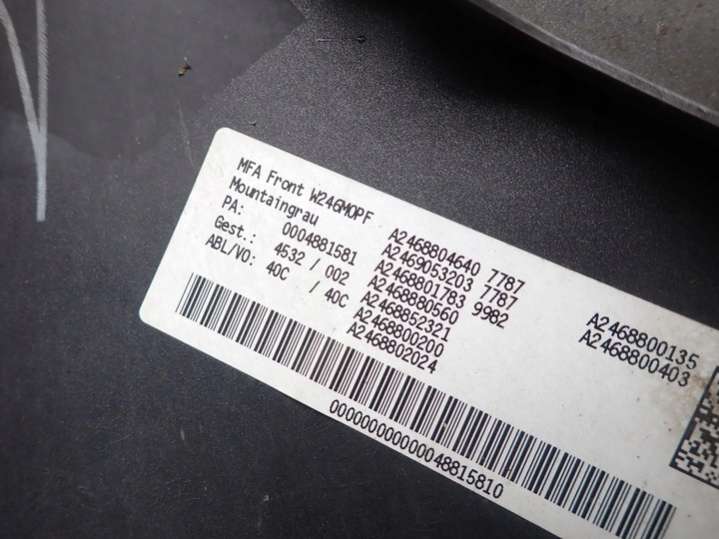 MFA Front W246MOPF
Mountaingrau
PA: 0004881581
Gest.: 4532 / 002
ABL/VO: 40C / 40C
A2468804640 7787
A2469053203 7787
A2468801783 9982
A2468880560
A2468852321
A2468800200
A2468802024
A2468800135
A2468800403
00000000000048815810